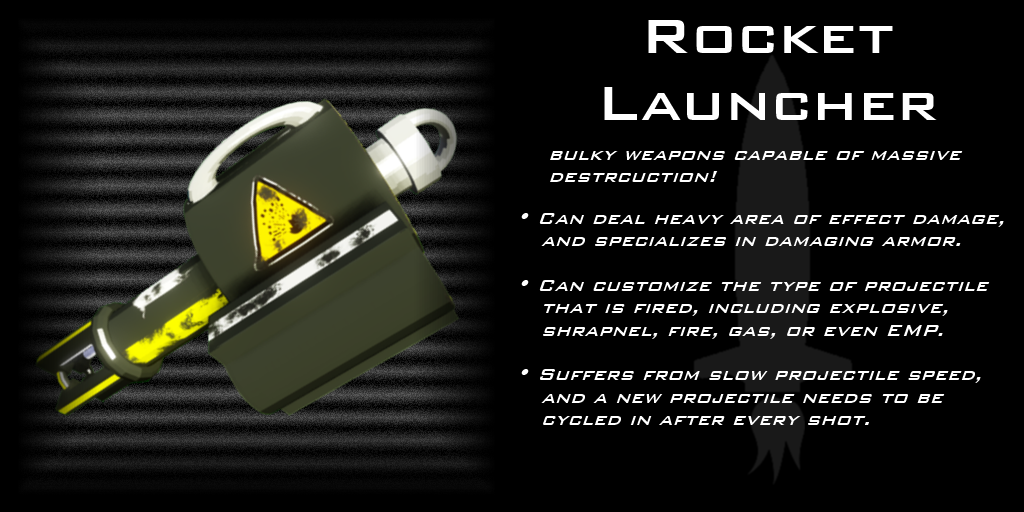 Rocket
Launcher
bulky weapons capable of massive
destrcuction!
• Can deal heavy area of effect damage,
and specializes in damaging armor.
• Can customize the type of projectile
that is fired, including explosive,
shrapnel, fire, gas, or even EMP.
• Suffers from slow projectile speed,
and a new projectile needs to be
cycled in after every shot.